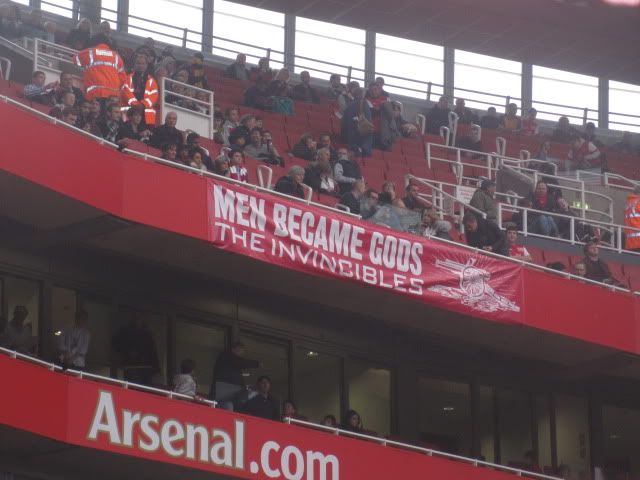 MEN BECAME GODS
THE INVINCIBLES
Arsenal.com